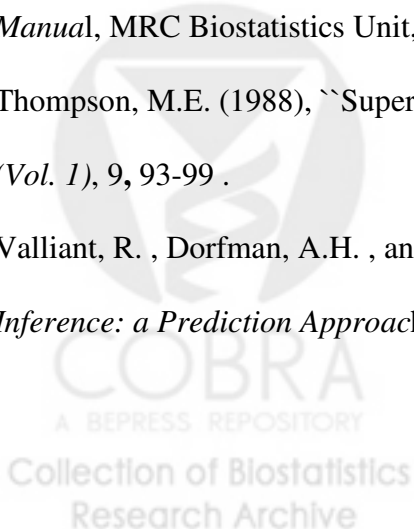 Manual, MRC Biostatistics Unit,
Thompson, M.E. (1988), ``Super
(Vol. 1), 9, 93-99 .
Valliant, R. , Dorfman, A.H. , an
Inference: a Prediction Approach
COBRA
A BEPRESS REPOSITORY
Collection of Biostatistics
Research Archive